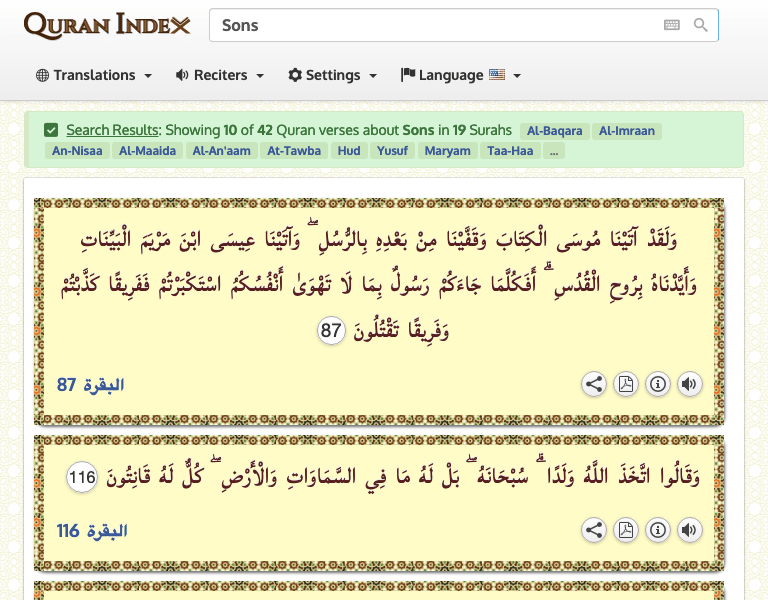 QURAN INDEX
Sons
Translations
Reciters
Settings
Language
Search Results: Showing 10 of 42 Quran verses about Sons in 19 Surahs Al-Baqara Al-Imraan
An-Nisaa Al-Maaida Al-An'aam At-Tawba Hud Yusuf Maryam Taa-Haa ...
وَلَقَدْ آتَيْنَا مُوسَى الْكِتَابَ وَقَفَّيْنَا مِنْ بَعْدِهِ بِالرُّسُلِ ۖ وَآتَيْنَا عِيسَى ابْنَ مَرْيَمَ الْبَيِّنَاتِ
وَأَيَّدْنَاهُ بِرُوحِ الْقُدُسِ ۗ أَفَكُلَّمَا جَاءَكُمْ رَسُولٌ بِمَا لَا تَهْوَىٰ أَنْفُسُكُمُ اسْتَكْبَرْتُمْ فَفَرِيقًا كَذَّبْتُمْ
وَفَرِيقًا تَقْتُلُونَ 87
البقرة 87
وَقَالُوا اتَّخَذَ اللَّهُ وَلَدًا ۗ سُبْحَانَهُ ۖ بَلْ لَهُ مَا فِي السَّمَاوَاتِ وَالْأَرْضِ ۖ كُلٌّ لَهُ قَانِتُونَ 116
البقرة 116